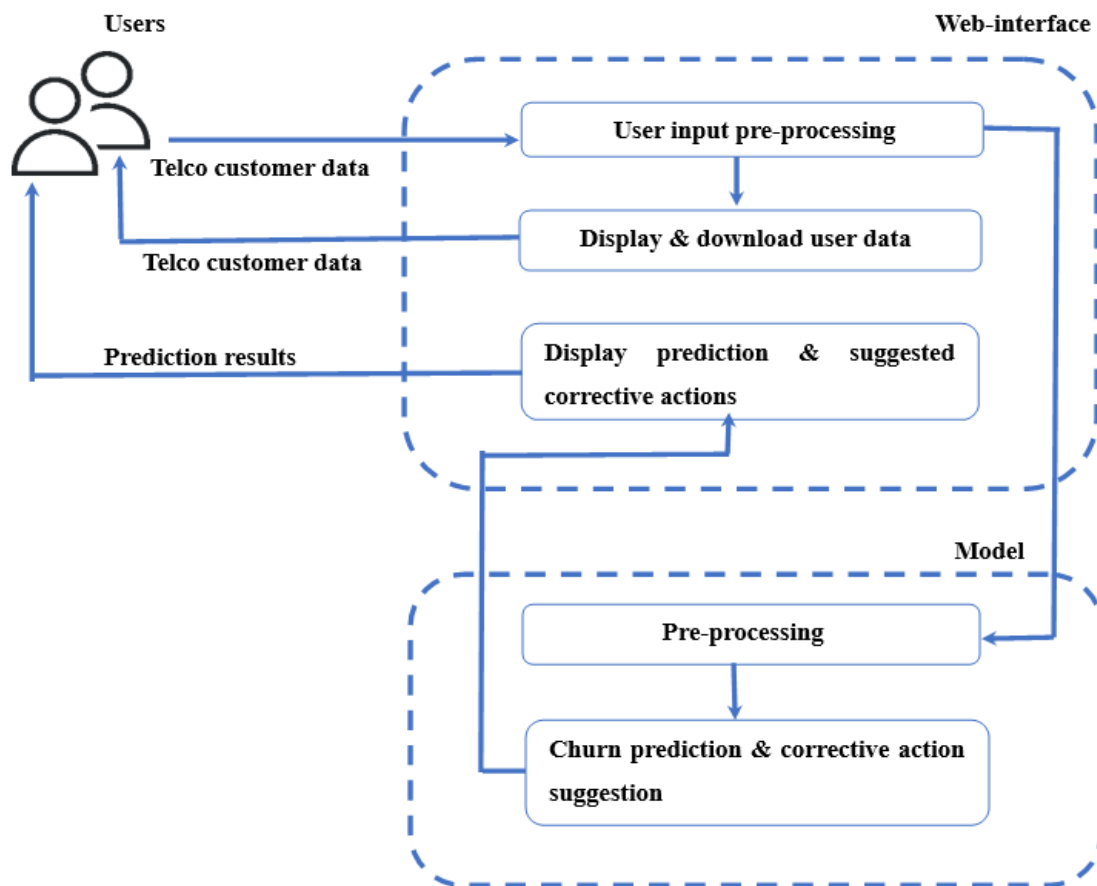 Users
Web-interface
User input pre-processing
Telco customer data
Display & download user data
Telco customer data
Prediction results
Display prediction & suggested
corrective actions
Model
Pre-processing
Churn prediction & corrective action
suggestion